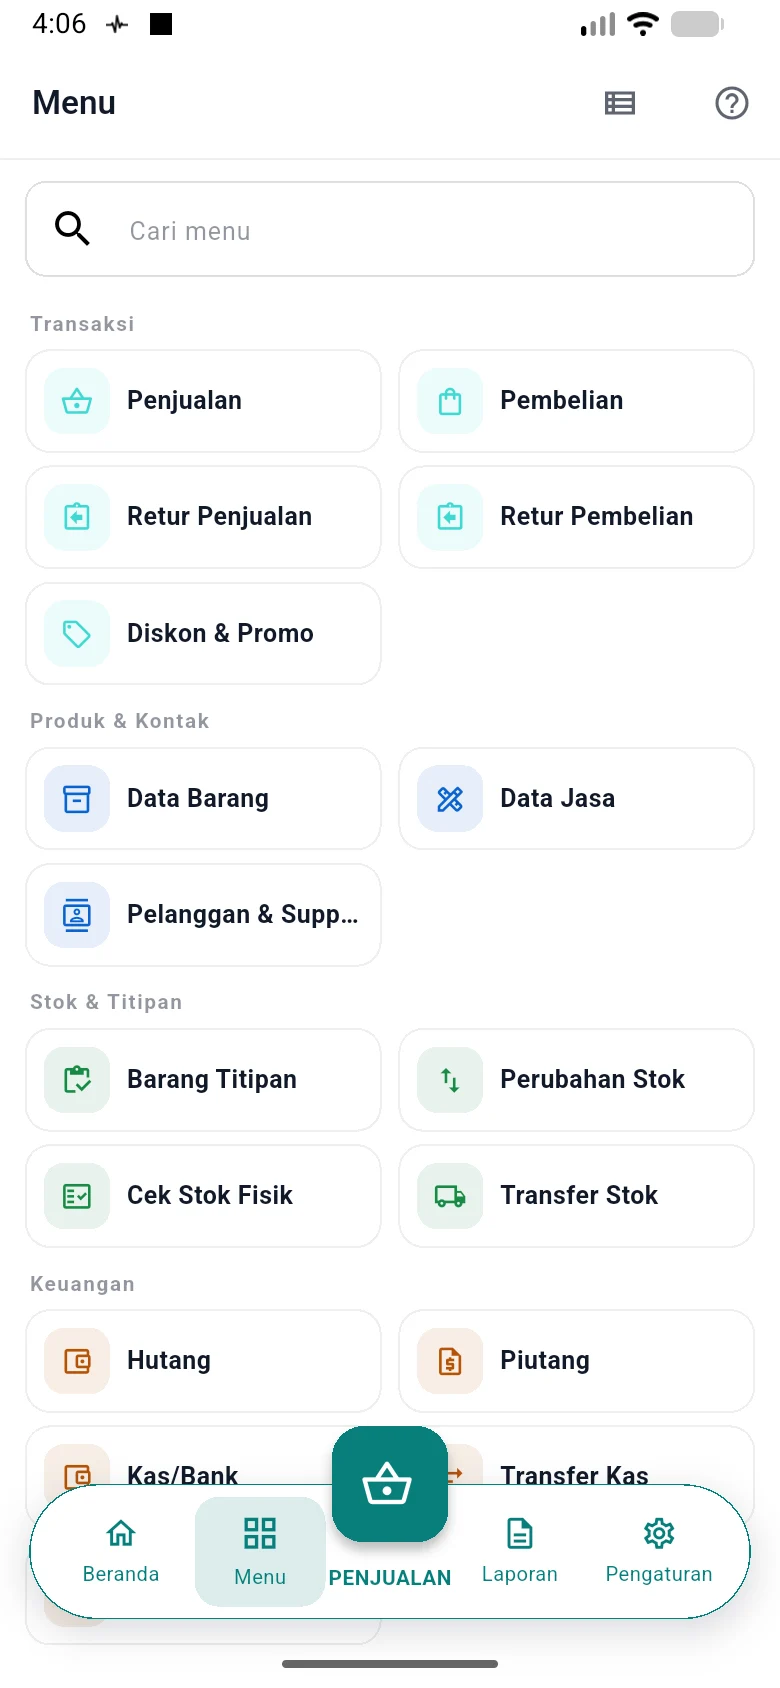 4:06
Menu
Cari menu
Transaksi
Penjualan
Pembelian
Retur Penjualan
Retur Pembelian
Diskon & Promo
Produk & Kontak
Data Barang
Data Jasa
Pelanggan & Supp...
Stok & Titipan
Barang Titipan
Perubahan Stok
Cek Stok Fisik
Transfer Stok
Keuangan
Hutang
Piutang
Kas/Bank
Transfer Kas
Beranda
Menu
PENJUALAN
Laporan
Pengaturan